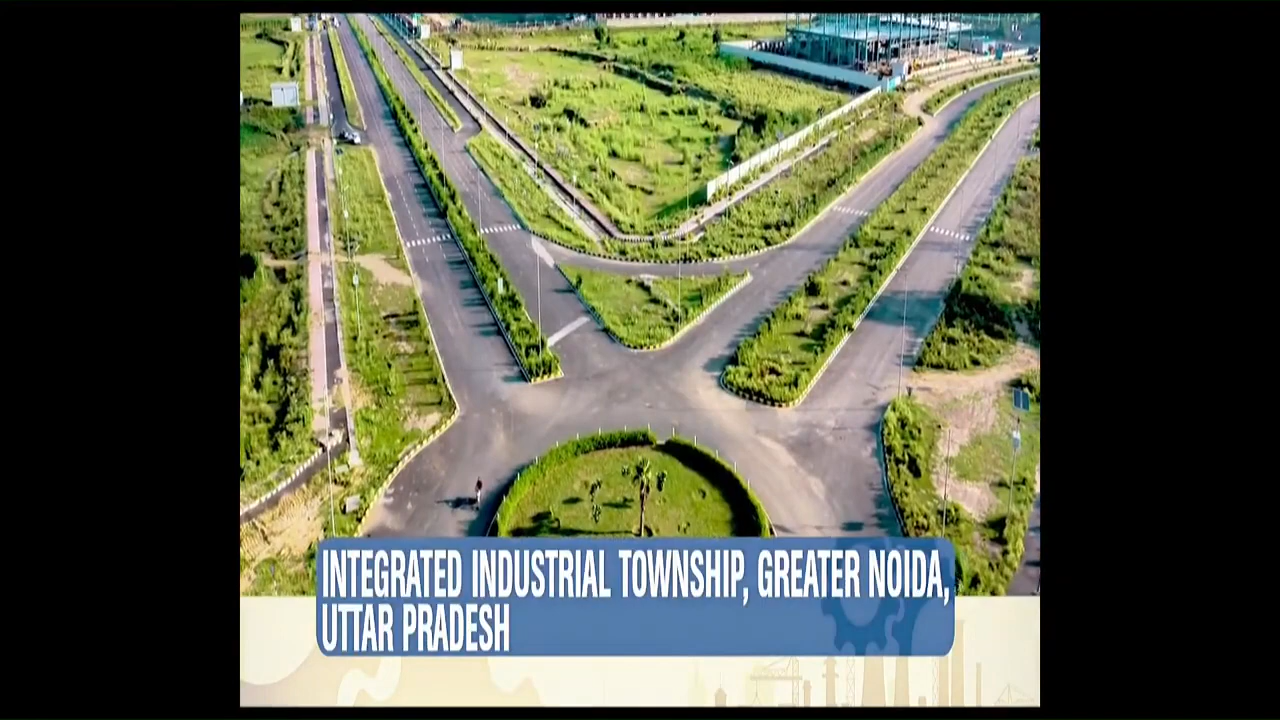 INTEGRATED INDUSTRIAL TOWNSHIP, GREATER NOIDA,
UTTAR PRADESH